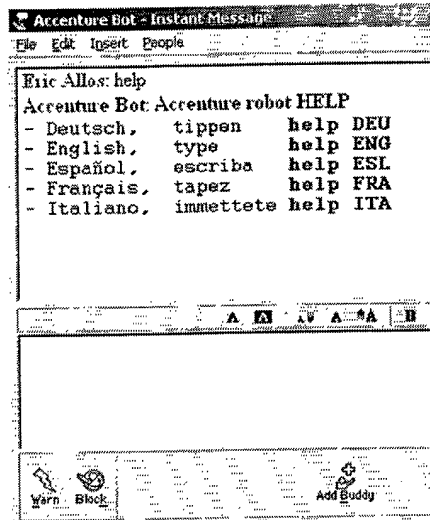 Accenture Bot - Instant Message
File Edit Insert People
Eric Allos: help
Accenture Bot: Accenture robot HELP
- Deutsch, tippen help DEU
- English, type help ENG
- Español, escriba help ESL
- Français, tapez help FRA
- Italiano, immettete help ITA
A A A A A B
Warn Block Add Buddy